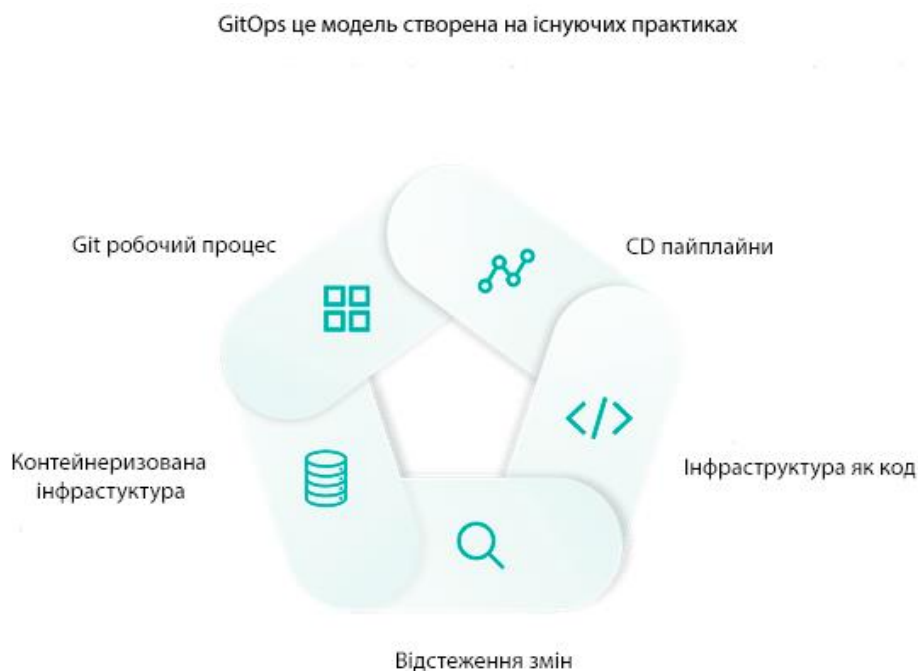 GitOps це модель створена на існуючих практиках
Git робочий процес
CD пайплайни
Контейнеризована
інфрастуктура
Інфраструктура як код
Відстеження змін